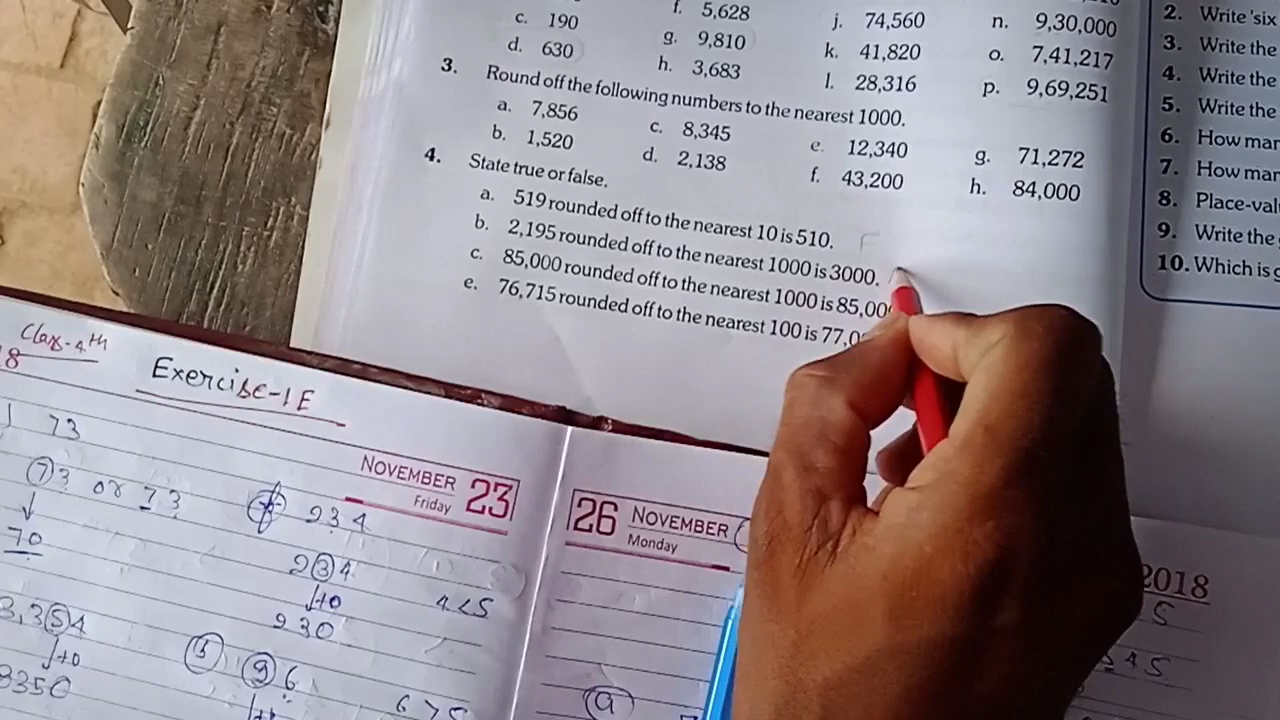 c. 190
d. 630
f. 5,628
g. 9,810
h. 3,683
j. 74,560
k. 41,820
l. 28,316
n. 9,30,000
o. 7,41,217
p. 9,69,251
3. Round off the following numbers to the nearest 1000.
a. 7,856
b. 1,520
c. 8,345
d. 2,138
e. 12,340
f. 43,200
g. 71,272
h. 84,000
4. State true or false.
a. 519 rounded off to the nearest 10 is 510. F
b. 2,195 rounded off to the nearest 1000 is 3000.
c. 85,000 rounded off to the nearest 1000 is 85,00
e. 76,715 rounded off to the nearest 100 is 77,0
2. Write 'six
3. Write the
4. Write the
5. Write the
6. How mar
7. How mar
8. Place-val
9. Write the
10. Which is
Class-4th
Exercise-1E
73
73 or 73
70
3,354
↓+0
3350
NOVEMBER 23
Friday
234
234
↓+0
230
4<5
96
6>5
26 NOVEMBER
Monday
a
2018
5
345